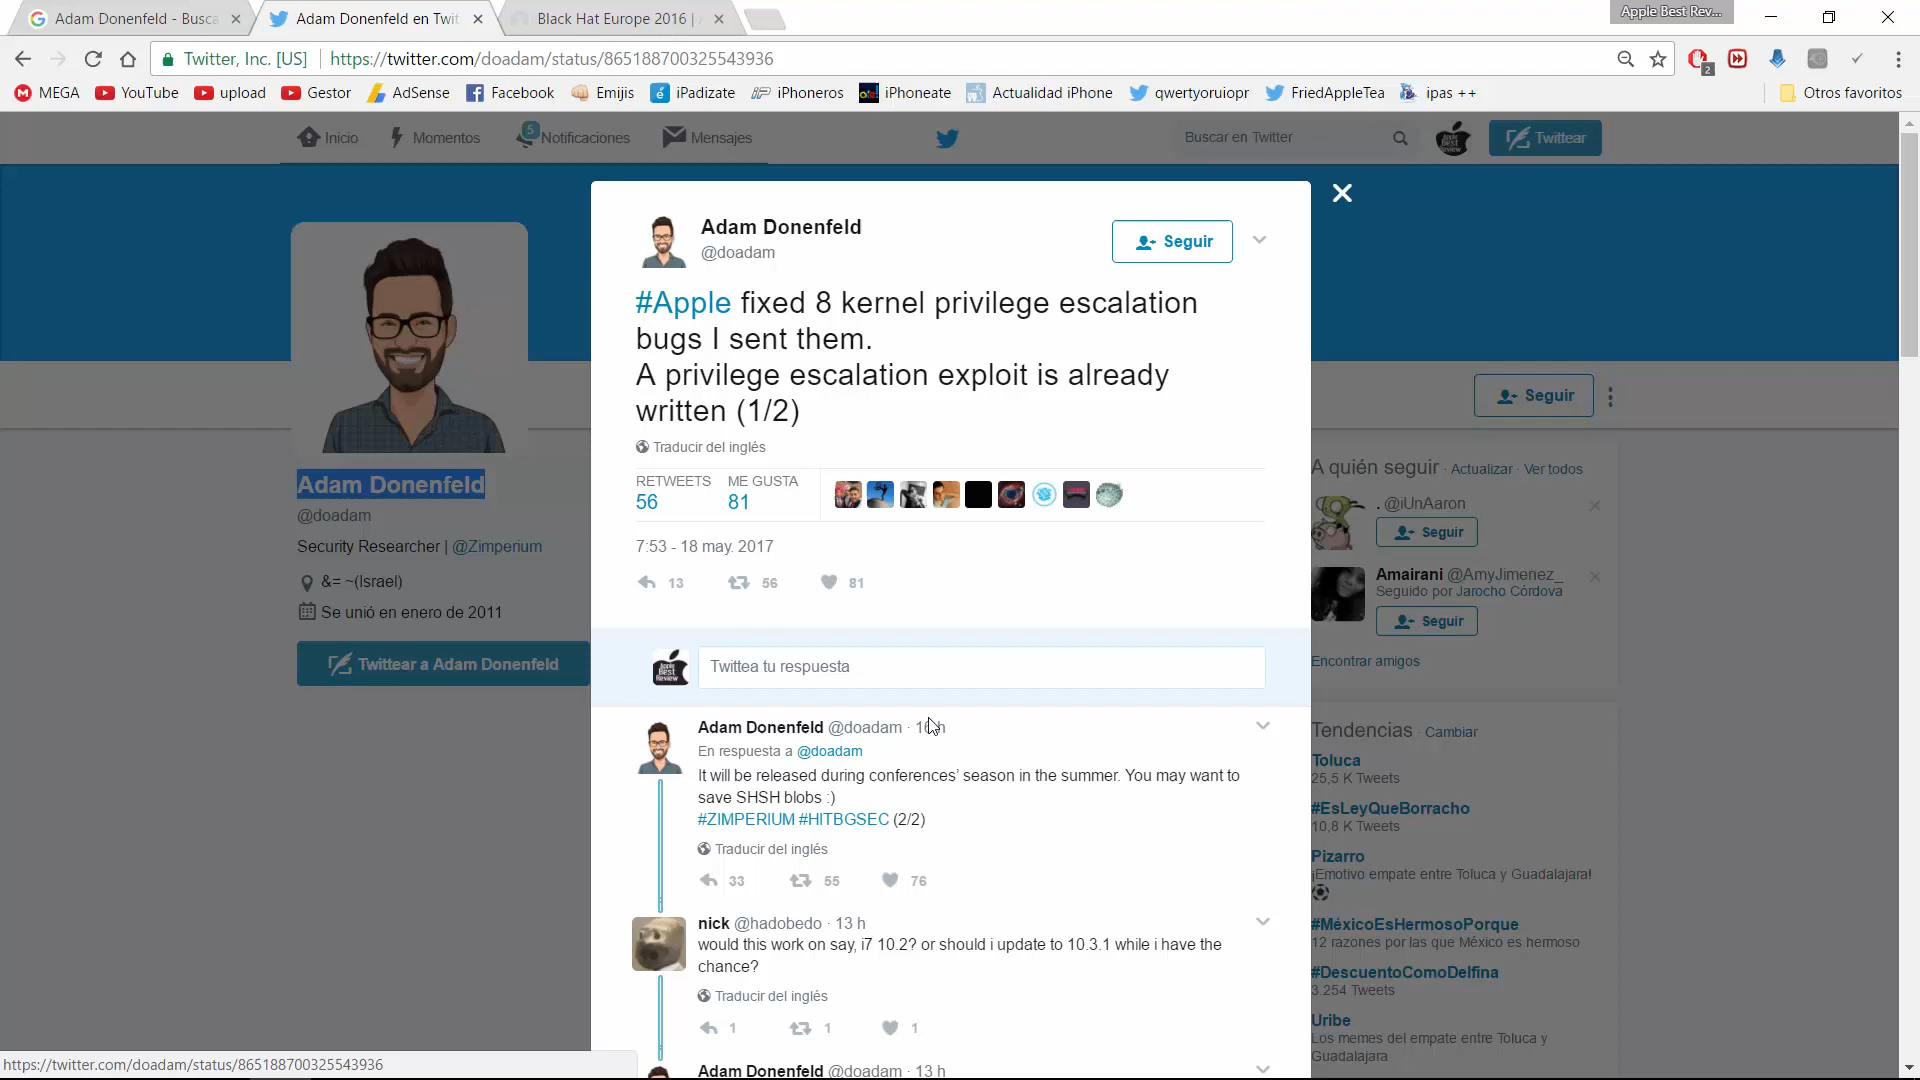 Adam Donenfeld - Busca
Adam Donenfeld en Twit
Black Hat Europe 2016 |
Apple Best Rev...
Twitter, Inc. [US]
https://twitter.com/doadam/status/865188700325543936
2
MEGA
YouTube
upload
Gestor
AdSense
Facebook
Emijis
iPadizate
iPhoneros
iPhoneate
Actualidad iPhone
qwertyoruiopr
FriedAppleTea
ipas ++
Otros favoritos
Inicio
Momentos
5
Notificaciones
Mensajes
Buscar en Twitter
Twittear
Adam Donenfeld
@doadam
Security Researcher | @Zimperium
&= ~(Israel)
Se unió en enero de 2011
Twittear a Adam Donenfeld
Adam Donenfeld
@doadam
Seguir
#Apple fixed 8 kernel privilege escalation
bugs I sent them.
A privilege escalation exploit is already
written (1/2)
Traducir del inglés
RETWEETS
56
ME GUSTA
81
7:53 - 18 may. 2017
13
56
81
Apple Best Review
Twittea tu respuesta
Adam Donenfeld @doadam ·
En respuesta a @doadam
It will be released during conferences’ season in the summer. You may want to
save SHSH blobs :)
#ZIMPERIUM #HITBGSEC (2/2)
Traducir del inglés
33
55
76
nick @hadobedo · 13 h
would this work on say, i7 10.2? or should i update to 10.3.1 while i have the
chance?
Traducir del inglés
1
1
1
Adam Donenfeld @doadam · 13 h
Seguir
A quién seguir · Actualizar · Ver todos
. @iUnAaron
Seguir
Amairani @AmyJimenez_
Seguido por Jarocho Córdova
Seguir
Encontrar amigos
Tendencias · Cambiar
Toluca
25,5 K Tweets
#EsLeyQueBorracho
10,8 K Tweets
Pizarro
¡Emotivo empate entre Toluca y Guadalajara!
#MéxicoEsHermosoPorque
12 razones por las que México es hermoso
#DescuentoComoDelfina
3.254 Tweets
Uribe
Los memes del empate entre Toluca y
Guadalajara
https://twitter.com/doadam/status/865188700325543936